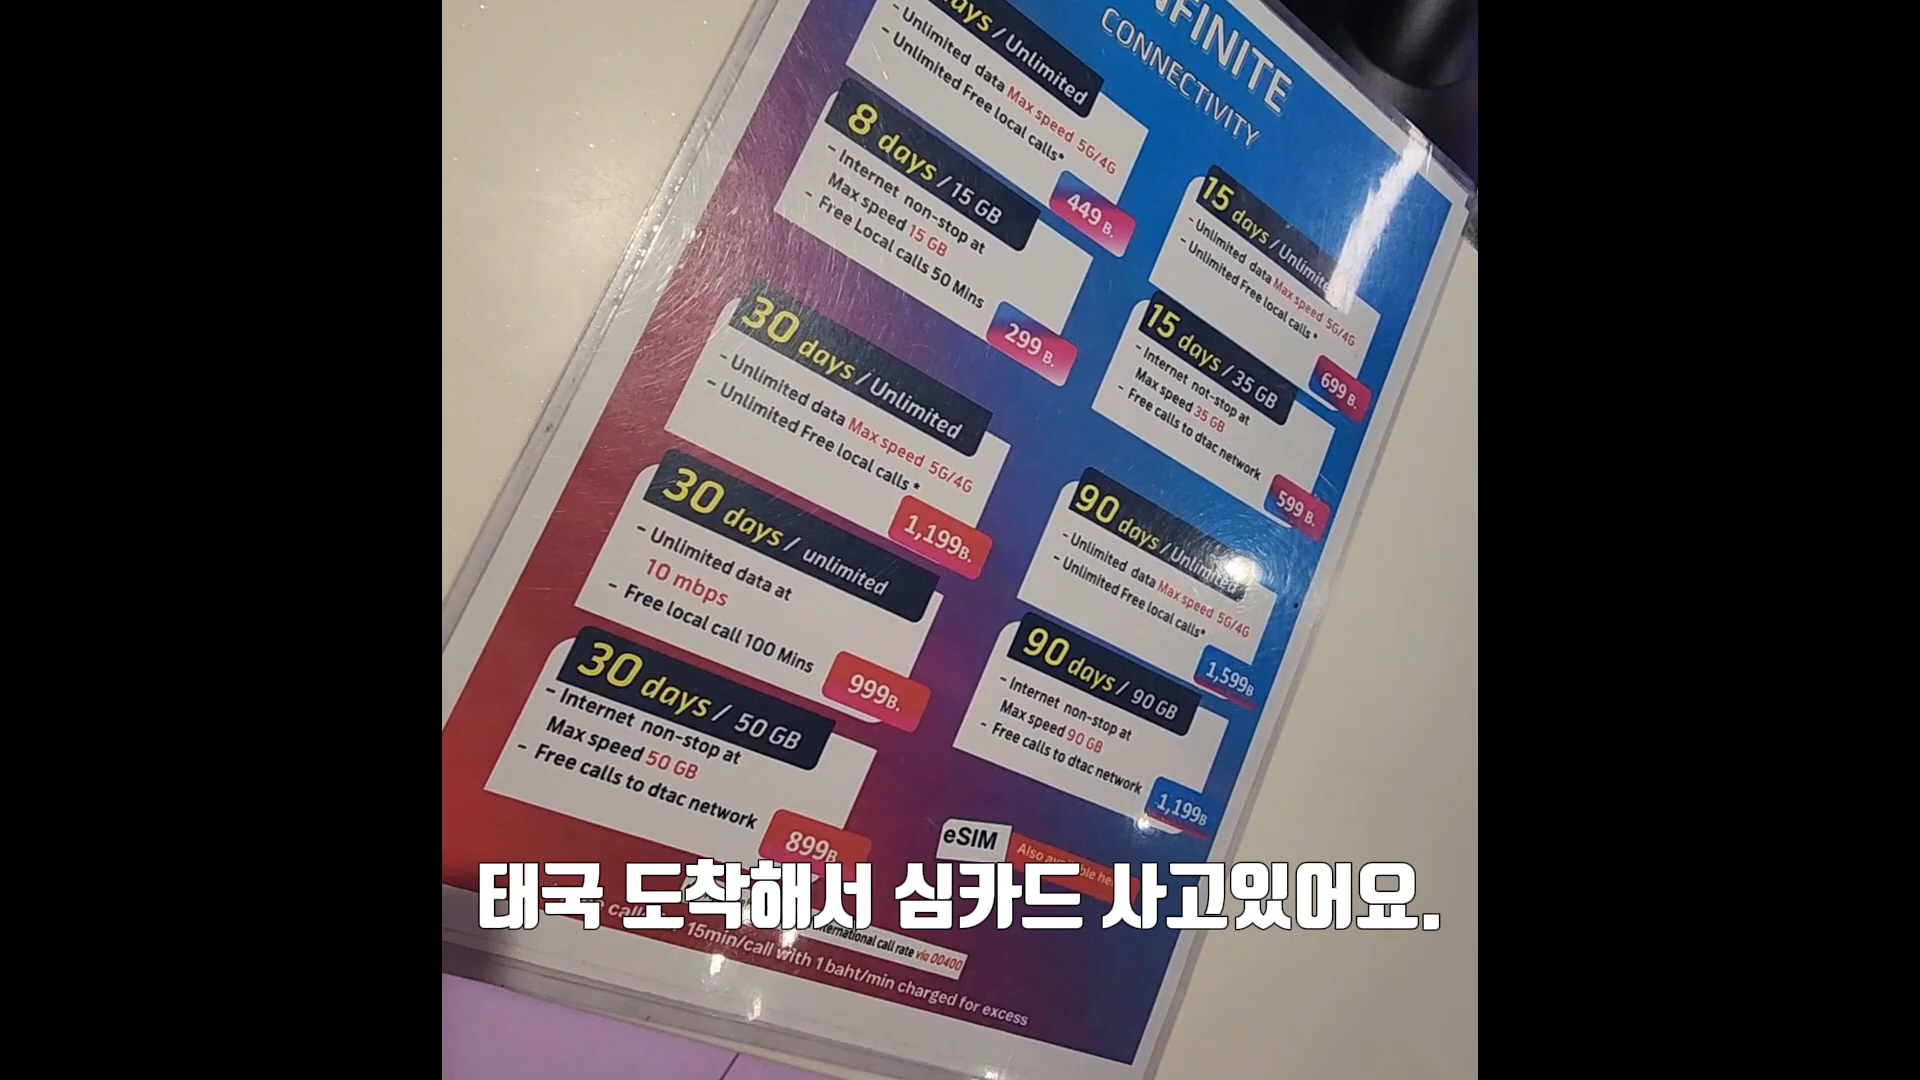 INFINITE
CONNECTIVITY
days / Unlimited
- Unlimited data Max speed 5G/4G
- Unlimited Free local calls*
449 B.
8 days / 15 GB
- Internet non-stop at
Max speed 15 GB
- Free Local calls 50 Mins
299 B.
30 days / Unlimited
- Unlimited data Max speed 5G/4G
- Unlimited Free local calls *
1,199B.
30 days / unlimited
- Unlimited data at
10 mbps
- Free local call 100 Mins
999B.
30 days / 50 GB
- Internet non-stop at
Max speed 50 GB
- Free calls to dtac network
899B
15 days / Unlimited
- Unlimited data Max speed 5G/4G
- Unlimited Free local calls *
699 B.
15 days / 35 GB
- Internet not-stop at
Max speed 35 GB
- Free calls to dtac network
599 B.
90 days / Unlimited
- Unlimited data Max speed 5G/4G
- Unlimited Free local calls*
1,599B
90 days / 90 GB
- Internet non-stop at
Max speed 90 GB
- Free calls to dtac network
1,199B
eSIM
Also
태국 도착해서 심카드 사고있어요.
international call rate via 00400
15min/call with 1 baht/min charged for excess